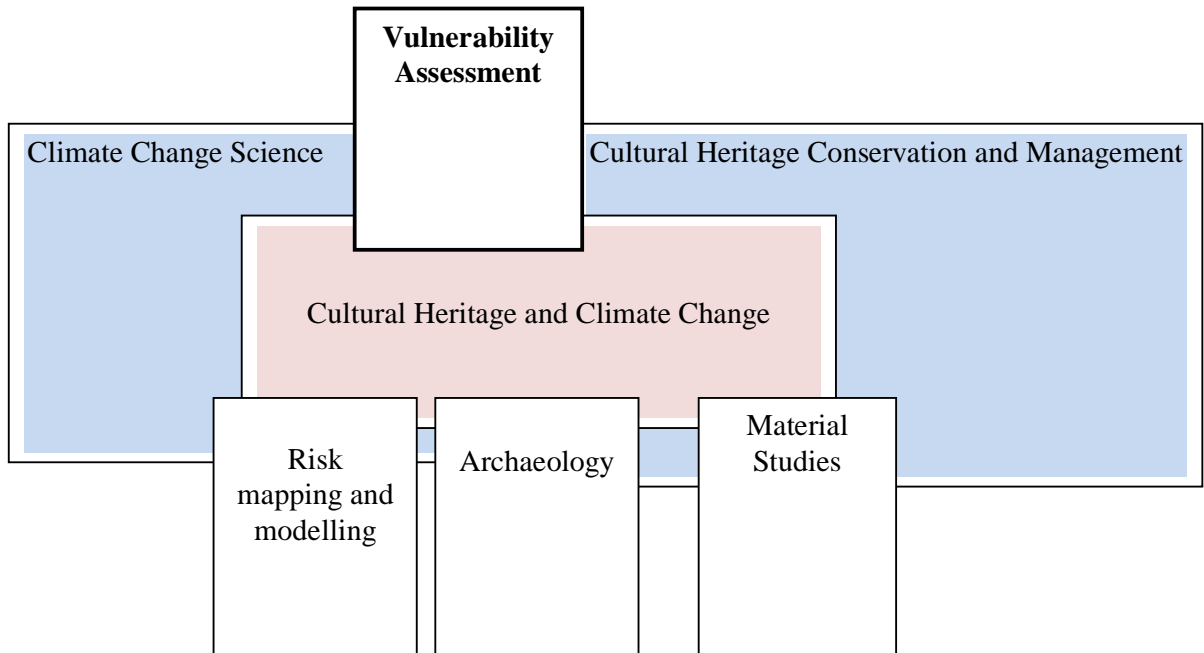 Vulnerability
Assessment
Climate Change Science
Cultural Heritage Conservation and Management
Cultural Heritage and Climate Change
Risk
mapping and
modelling
Archaeology
Material
Studies